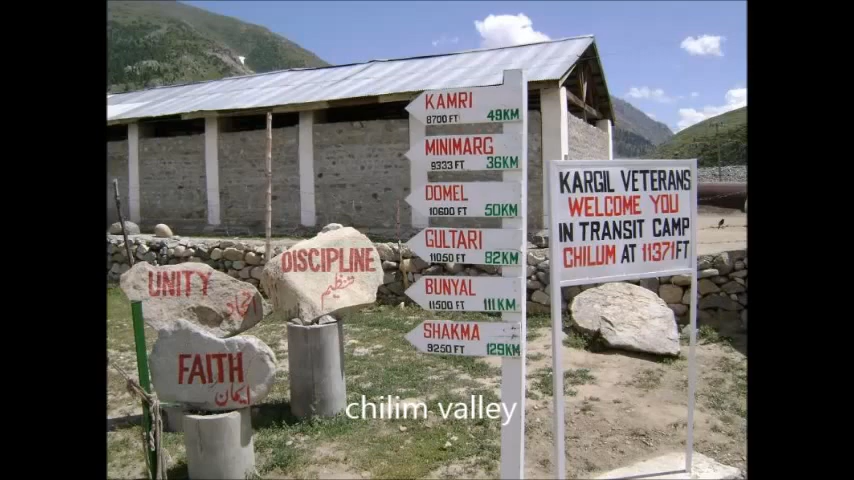 KAMRI
8700 FT 49KM
MINIMARG
9333 FT 36KM
DOMEL
10600 FT 50KM
GULTARI
11050 FT 92KM
BUNYAL
11500 FT 111KM
SHAKMA
9250 FT 129KM
KARGIL VETERANS
WELCOME YOU
IN TRANSIT CAMP
CHILUM AT 11371FT
UNITY
اتحاد
DISCIPLINE
تنظیم
FAITH
ایمان
chilim valley